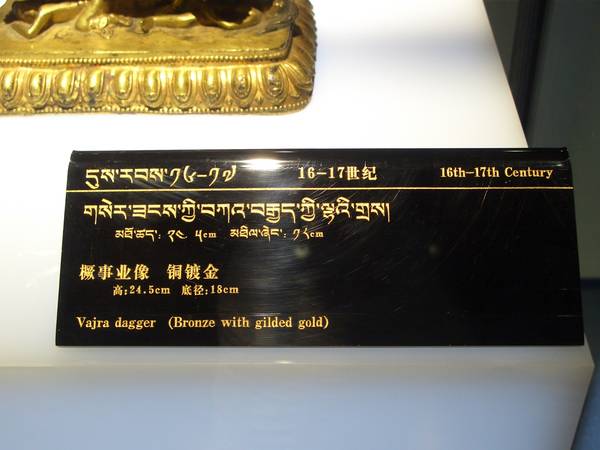 དུས་རབས་༡༦-༡༧ 16-17世纪 16th-17th Century
གསེར་ཟངས་ཀྱི་བཀའ་བརྒྱད་ཀྱི་ལྷའི་གྲས།
མཐོ་ཚད་: ༢༤. ༥cm མཐིལ་ཞེང་: ༡༨cm
橛事业像 铜镀金
高:24.5cm 底径:18cm
Vajra dagger (Bronze with gilded gold)